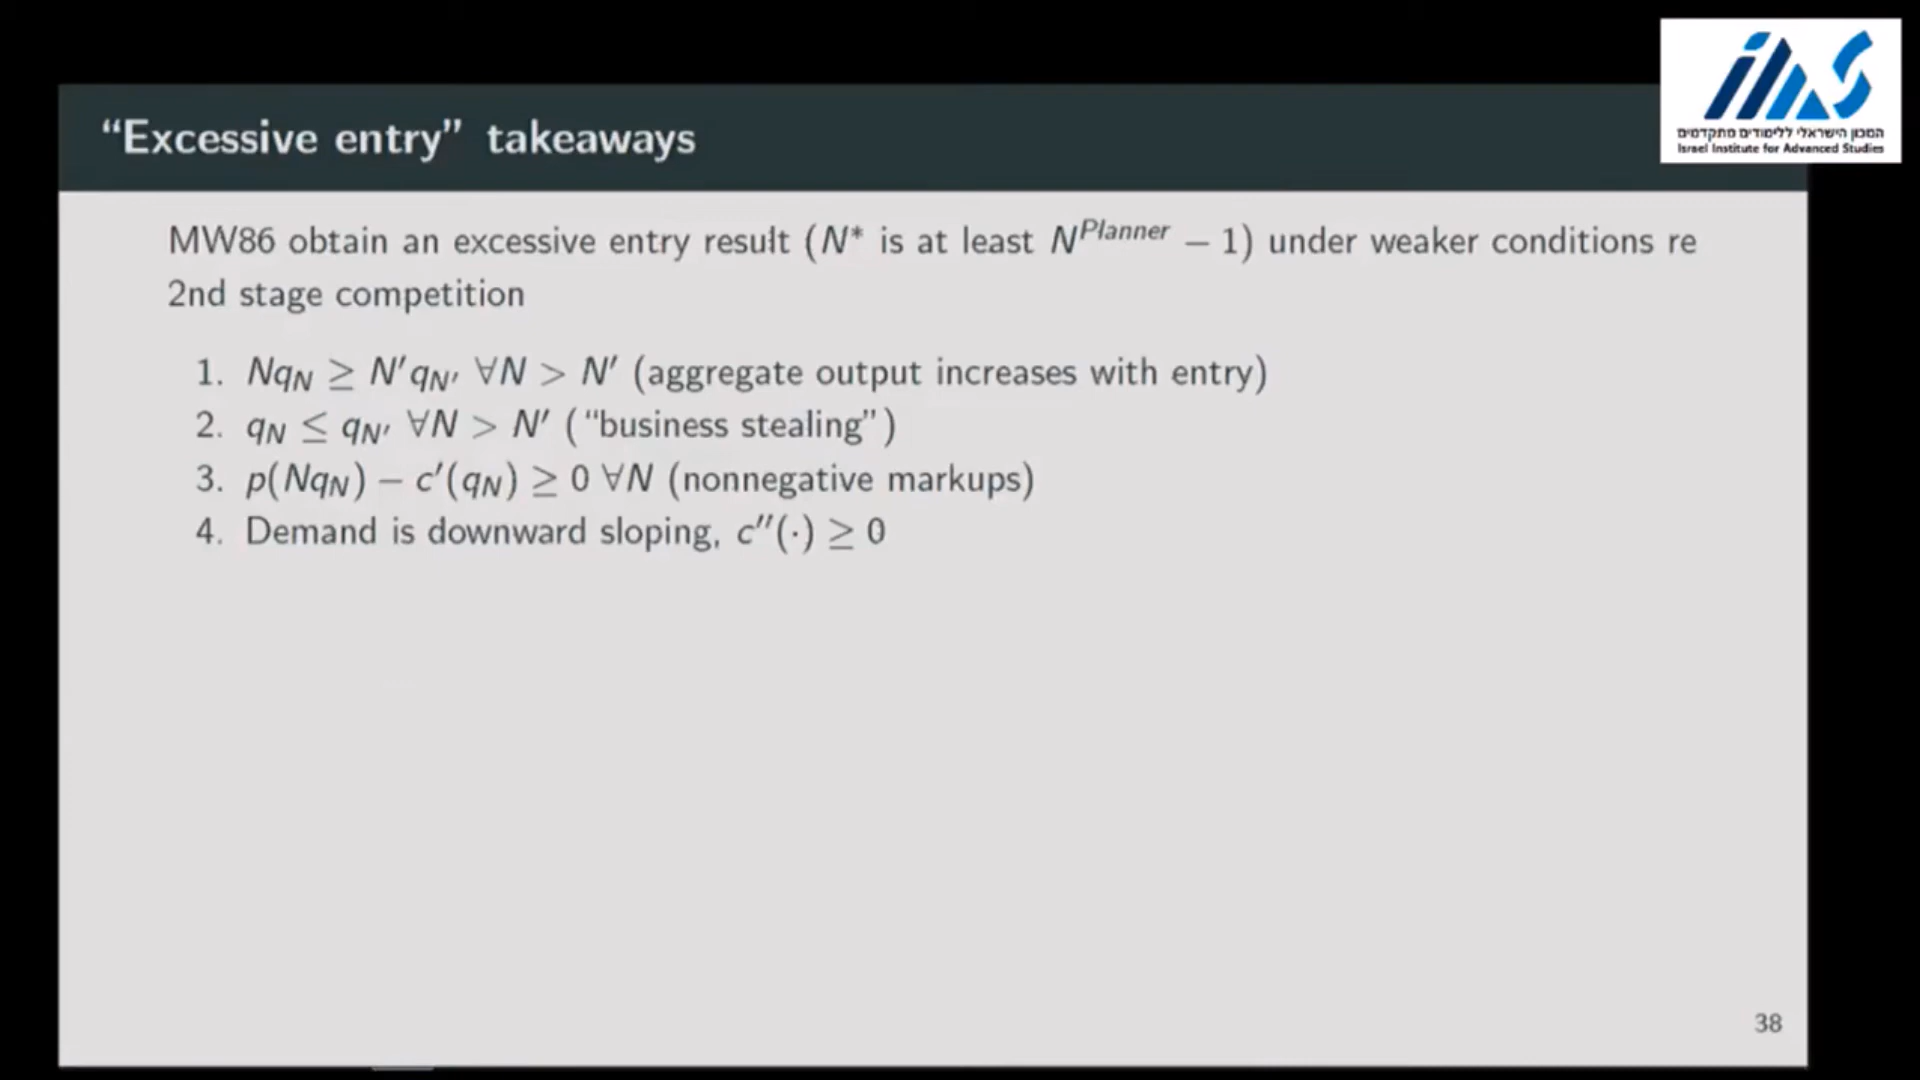 המכון הישראלי ללימודים מתקדמים
Israel Institute for Advanced Studies
“Excessive entry” takeaways
MW86 obtain an excessive entry result (N* is at least N^Planner − 1) under weaker conditions re
2nd stage competition
1. Nq_N ≥ N′q_N′ ∀N > N′ (aggregate output increases with entry)
2. q_N ≤ q_N′ ∀N > N′ (“business stealing”)
3. p(Nq_N) − c′(q_N) ≥ 0 ∀N (nonnegative markups)
4. Demand is downward sloping, c″(·) ≥ 0
38